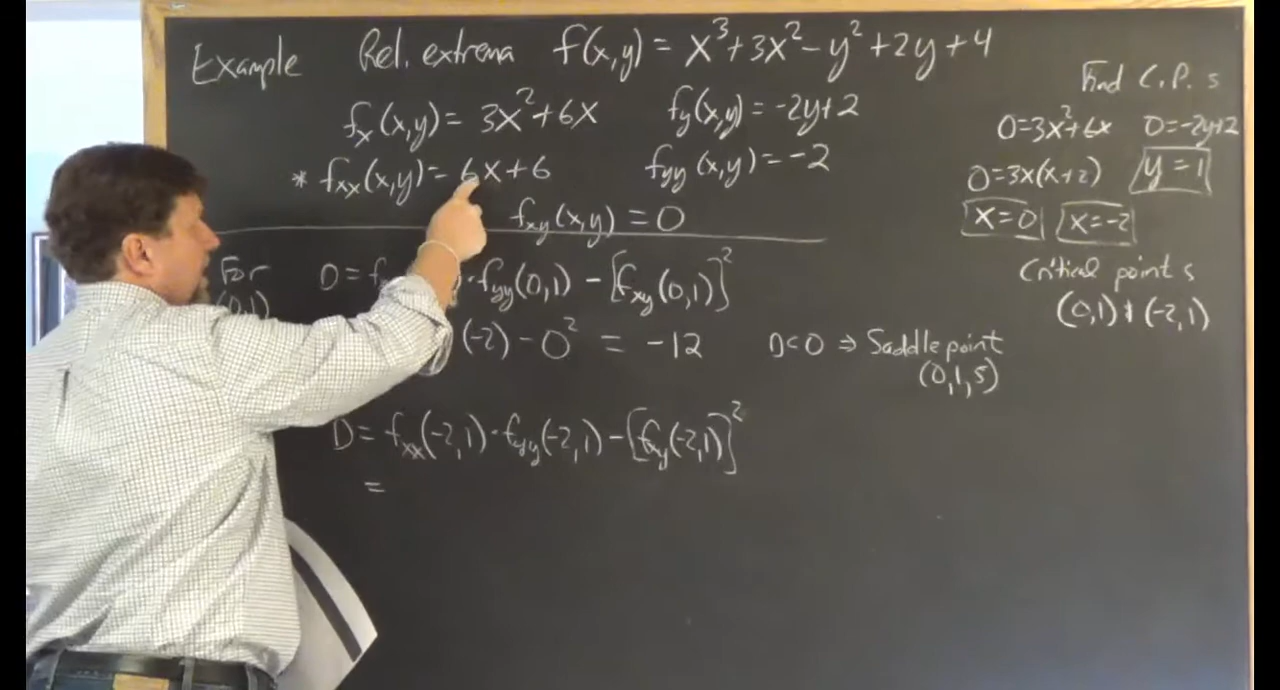 Example Rel. extrema f(x,y) = x³+3x²-y²+2y+4
fx(x,y) = 3x²+6x fy(x,y) = -2y+2
* fxx(x,y) = 6x+6 fyy(x,y) = -2
fxy(x,y) = 0
For
(0,1)
D = f · fyy(0,1) - [fxy(0,1)]²
(-2) - 0² = -12 D<0 ⇒ Saddle point
(0,1,5)
D = fxx(-2,1) · fyy(-2,1) - [fxy(-2,1)]²
=
Find C.P.s
0=3x²+6x 0=-2y+2
0=3x(x+2) y=1
x=0 x=-2
Critical points
(0,1) & (-2,1)